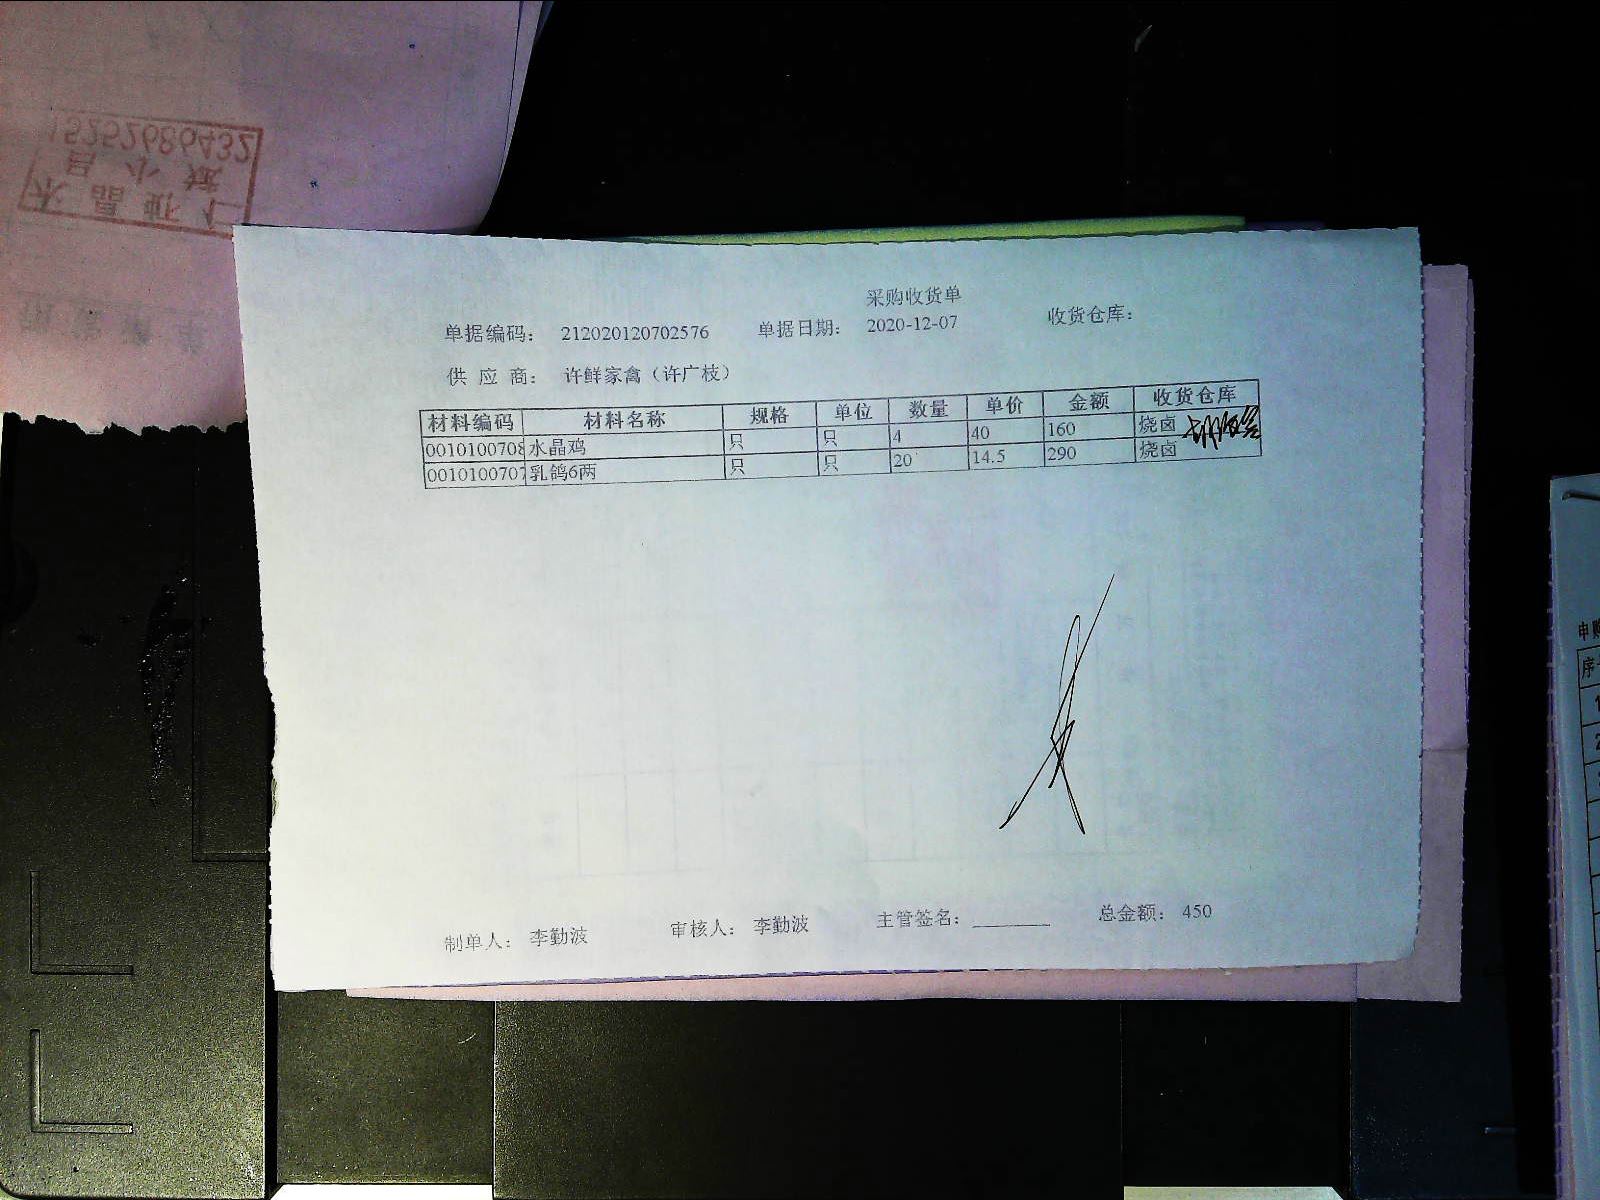 15252686432
采购收货单
单据编码： 212020120702576 单据日期： 2020-12-07 收货仓库：
供 应 商： 许鲜家禽（许广枝）
材料编码 材料名称 规格 单位 数量 单价 金额 收货仓库
0010100708 水晶鸡 只 只 4 40 160 烧卤
0010100707 乳鸽6两 只 只 20 14.5 290 烧卤
制单人： 李勤波 审核人： 李勤波 主管签名：________ 总金额： 450
申购
序